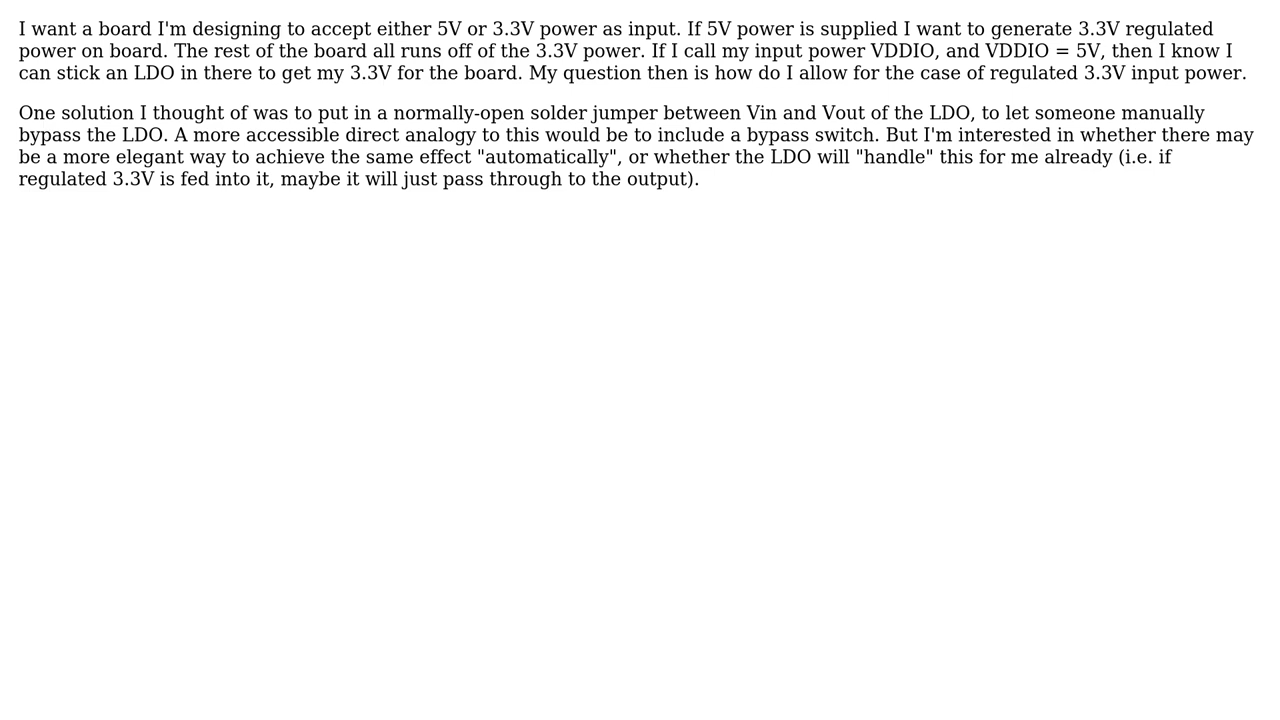 I want a board I'm designing to accept either 5V or 3.3V power as input. If 5V power is supplied I want to generate 3.3V regulated
power on board. The rest of the board all runs off of the 3.3V power. If I call my input power VDDIO, and VDDIO = 5V, then I know I
can stick an LDO in there to get my 3.3V for the board. My question then is how do I allow for the case of regulated 3.3V input power.
One solution I thought of was to put in a normally-open solder jumper between Vin and Vout of the LDO, to let someone manually
bypass the LDO. A more accessible direct analogy to this would be to include a bypass switch. But I'm interested in whether there may
be a more elegant way to achieve the same effect "automatically", or whether the LDO will "handle" this for me already (i.e. if
regulated 3.3V is fed into it, maybe it will just pass through to the output).